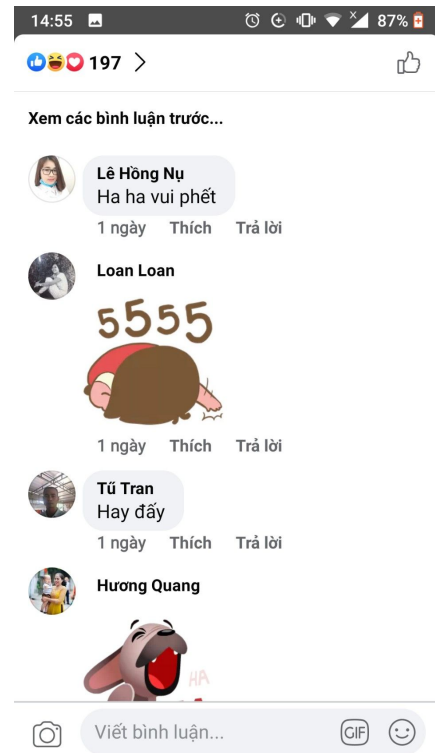 14:55
87%
197
Xem các bình luận trước...
Lê Hồng Nụ
Ha ha vui phết
1 ngày Thích Trả lời
Loan Loan
5555
1 ngày Thích Trả lời
Tũ Tran
Hay đấy
1 ngày Thích Trả lời
Hương Quang
HA
Viết bình luận...
GIF